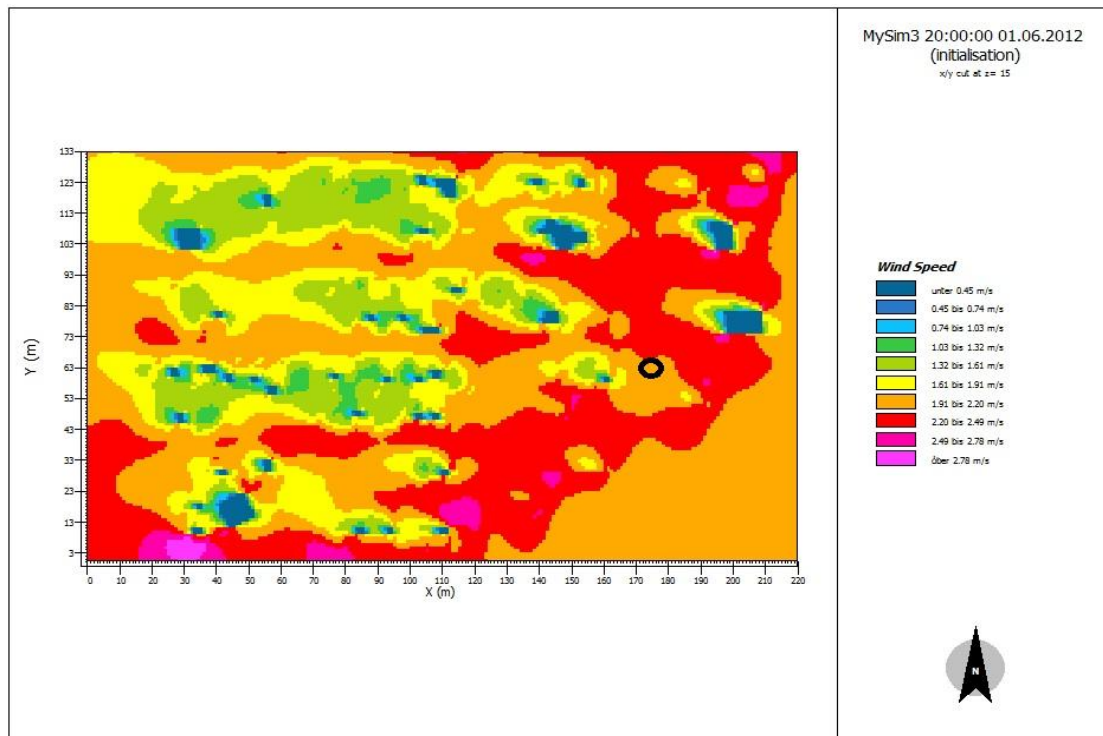 MySim3 20:00:00 01.06.2012
(initialisation)
x/y cut at z= 15
133
123
113
103
93
83
73
63
53
43
33
23
13
3
Y (m)
0 10 20 30 40 50 60 70 80 90 100 110 120 130 140 150 160 170 180 190 200 210 220
X (m)
Wind Speed
unter 0.45 m/s
0.45 bis 0.74 m/s
0.74 bis 1.03 m/s
1.03 bis 1.32 m/s
1.32 bis 1.61 m/s
1.61 bis 1.91 m/s
1.91 bis 2.20 m/s
2.20 bis 2.49 m/s
2.49 bis 2.78 m/s
ôber 2.78 m/s
N